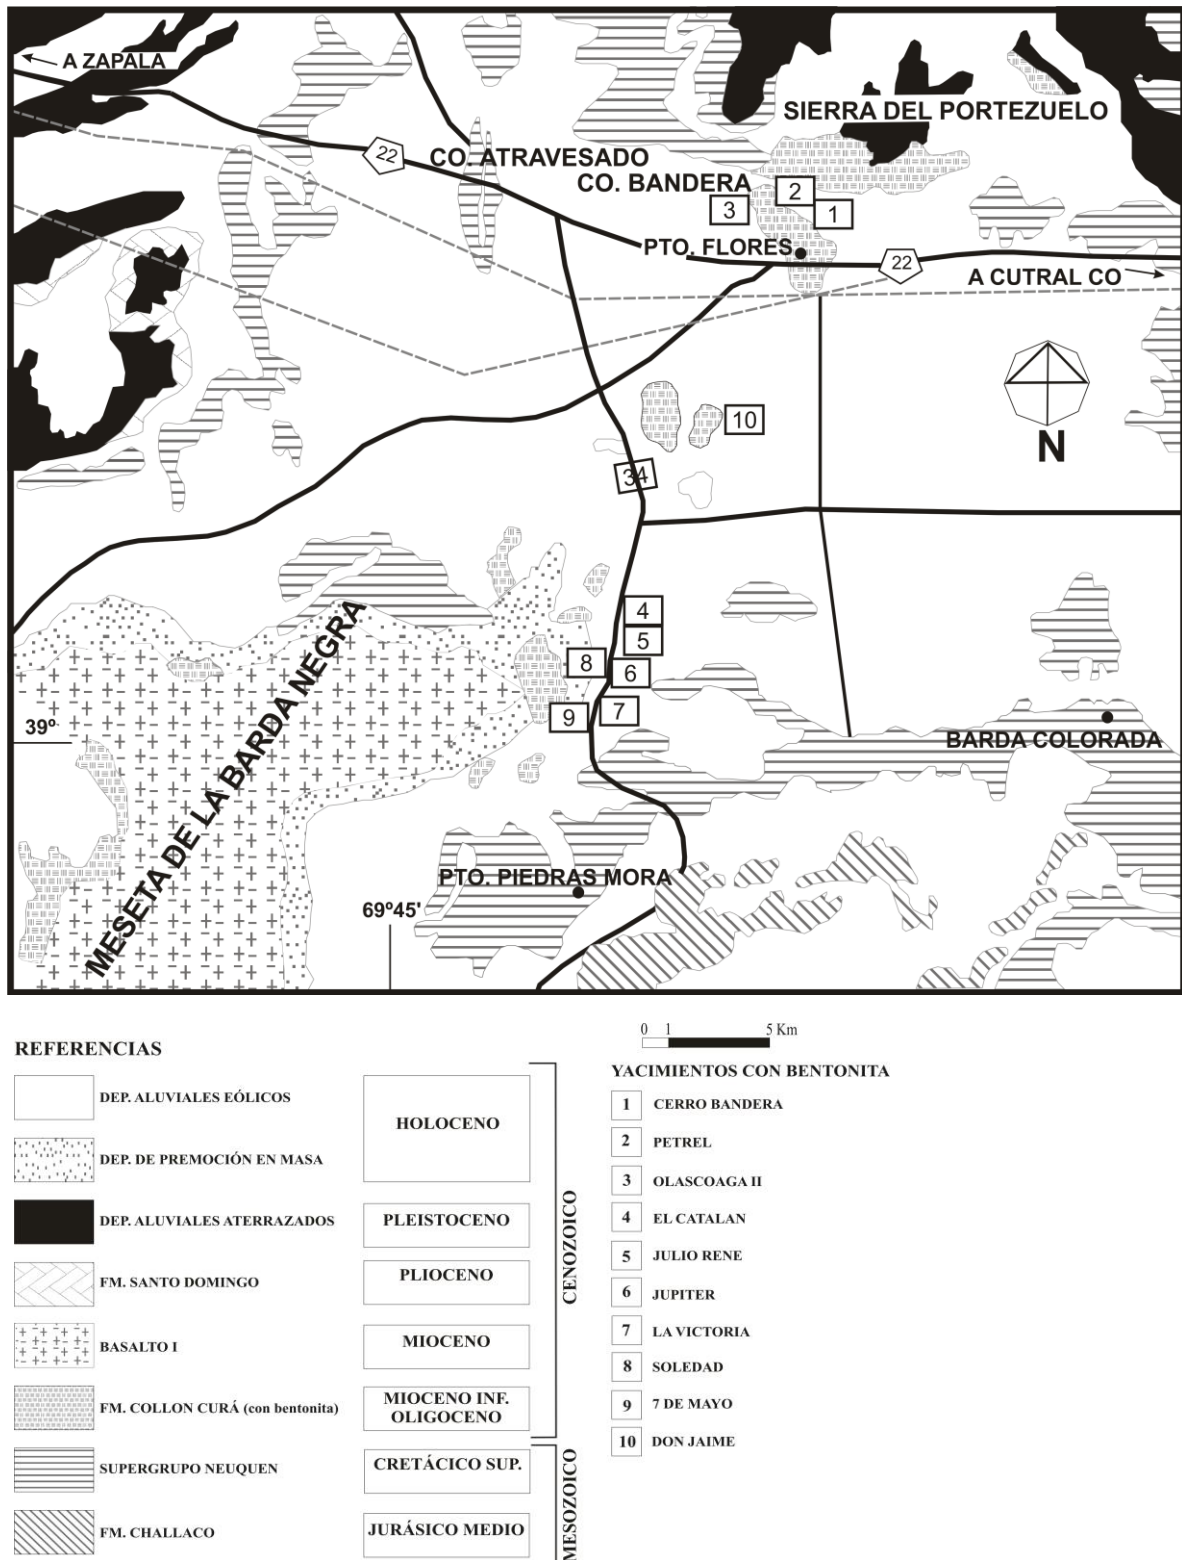 A ZAPALA
SIERRA DEL PORTEZUELO
22
CO. ATRAVESADO
CO. BANDERA
2
3
1
PTO. FLORES
22
A CUTRAL CO
10
N
34
4
5
8
6
7
9
39º
BARDA COLORADA
MESETA DE LA BARDA NEGRA
PTO. PIEDRAS MORA
69º45'
0 1 5 Km
REFERENCIAS
DEP. ALUVIALES EÓLICOS
DEP. DE PREMOCIÓN EN MASA
DEP. ALUVIALES ATERRAZADOS
FM. SANTO DOMINGO
BASALTO I
FM. COLLON CURÁ (con bentonita)
SUPERGRUPO NEUQUEN
FM. CHALLACO
HOLOCENO
PLEISTOCENO
PLIOCENO
MIOCENO
MIOCENO INF.
OLIGOCENO
CRETÁCICO SUP.
JURÁSICO MEDIO
CENOZOICO
MESOZOICO
YACIMIENTOS CON BENTONITA
1 CERRO BANDERA
2 PETREL
3 OLASCOAGA II
4 EL CATALAN
5 JULIO RENE
6 JUPITER
7 LA VICTORIA
8 SOLEDAD
9 7 DE MAYO
10 DON JAIME